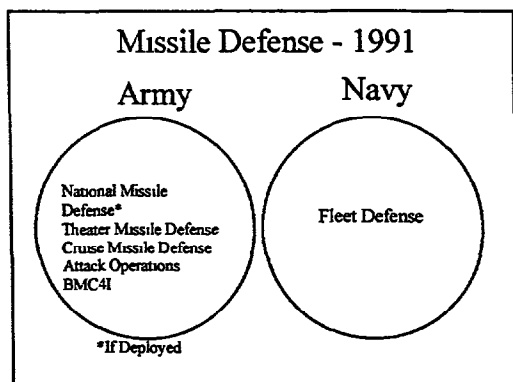 Missile Defense - 1991
Army
Navy
National Missile
Defense*
Theater Missile Defense
Cruise Missile Defense
Attack Operations
BMC4I
Fleet Defense
*If Deployed